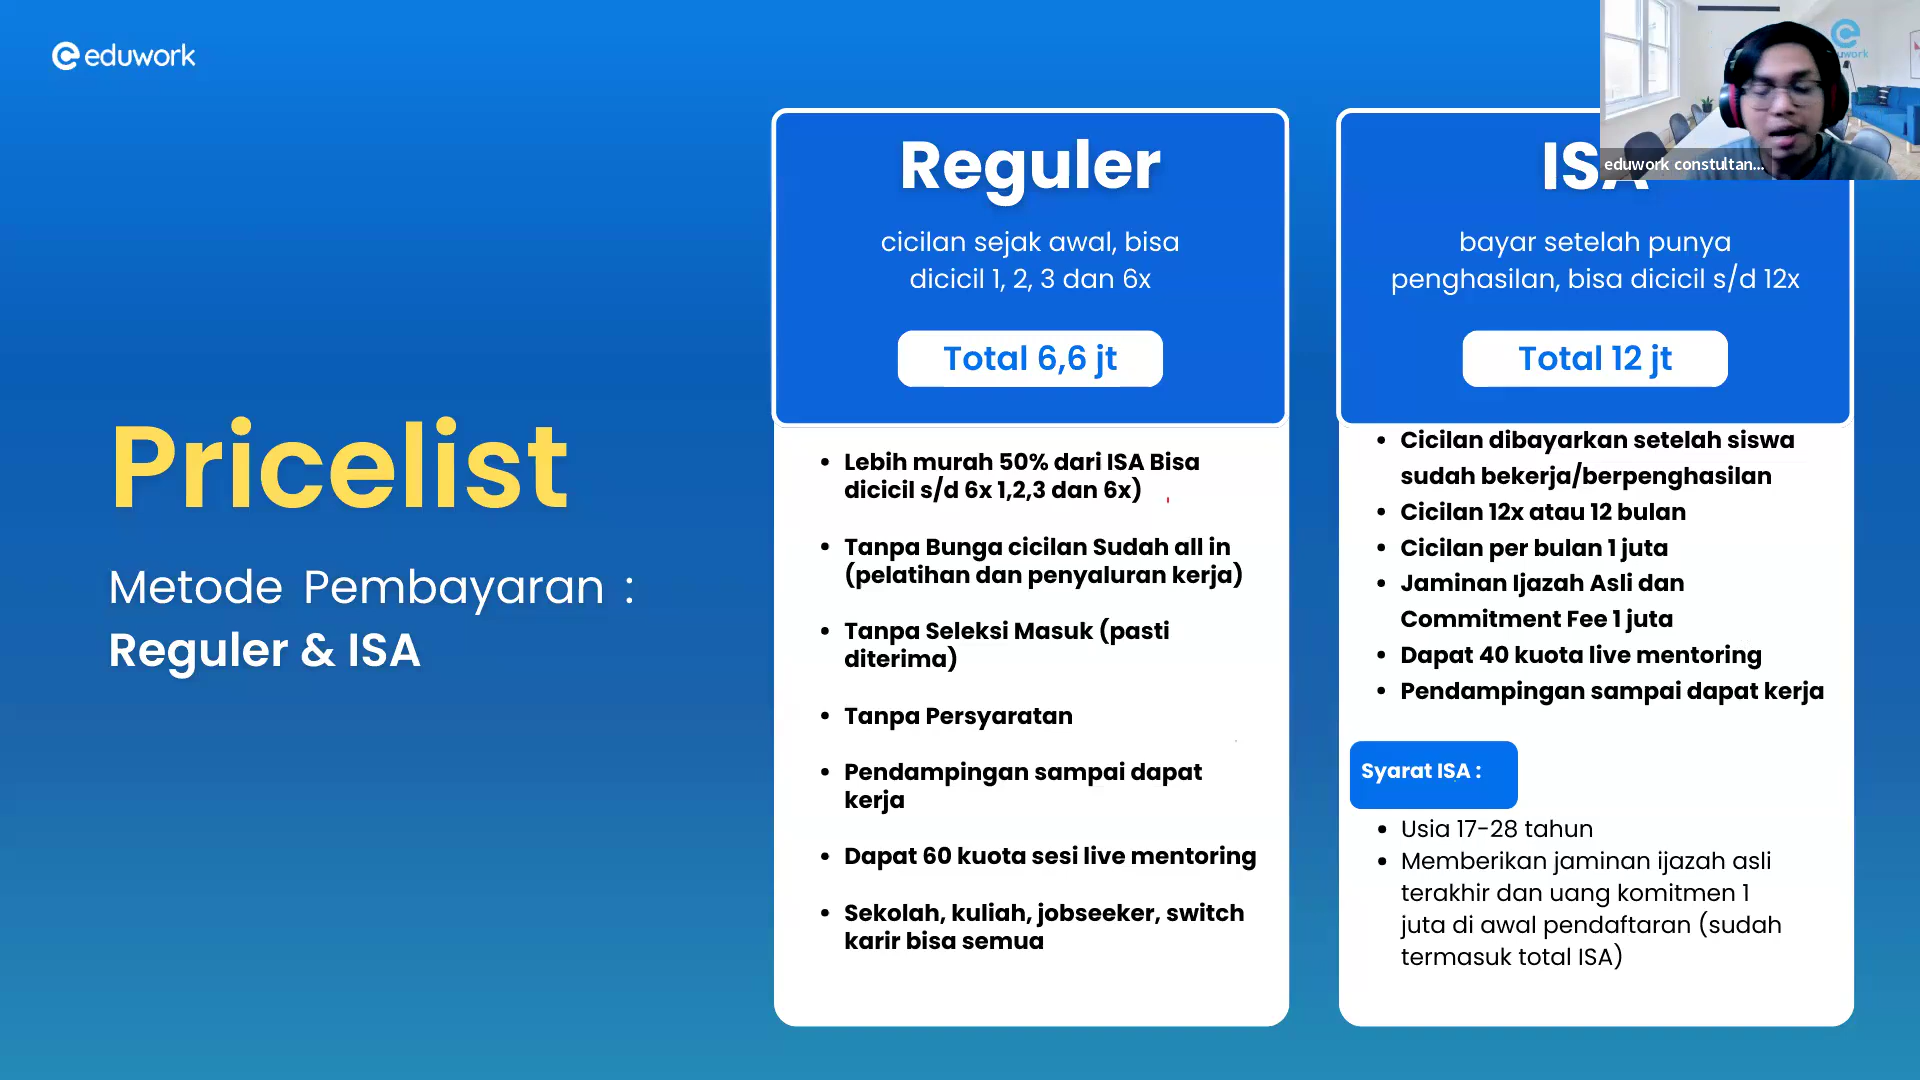 eduwork
Pricelist
Metode Pembayaran :
Reguler & ISA
Reguler
cicilan sejak awal, bisa
dicicil 1, 2, 3 dan 6x
Total 6,6 jt
Lebih murah 50% dari ISA Bisa
dicicil s/d 6x 1,2,3 dan 6x)
Tanpa Bunga cicilan Sudah all in
(pelatihan dan penyaluran kerja)
Tanpa Seleksi Masuk (pasti
diterima)
Tanpa Persyaratan
Pendampingan sampai dapat
kerja
Dapat 60 kuota sesi live mentoring
Sekolah, kuliah, jobseeker, switch
karir bisa semua
ISA
bayar setelah punya
penghasilan, bisa dicicil s/d 12x
Total 12 jt
Cicilan dibayarkan setelah siswa
sudah bekerja/berpenghasilan
Cicilan 12x atau 12 bulan
Cicilan per bulan 1 juta
Jaminan Ijazah Asli dan
Commitment Fee 1 juta
Dapat 40 kuota live mentoring
Pendampingan sampai dapat kerja
Syarat ISA :
Usia 17-28 tahun
Memberikan jaminan ijazah asli
terakhir dan uang komitmen 1
juta di awal pendaftaran (sudah
termasuk total ISA)
eduwork constultan...